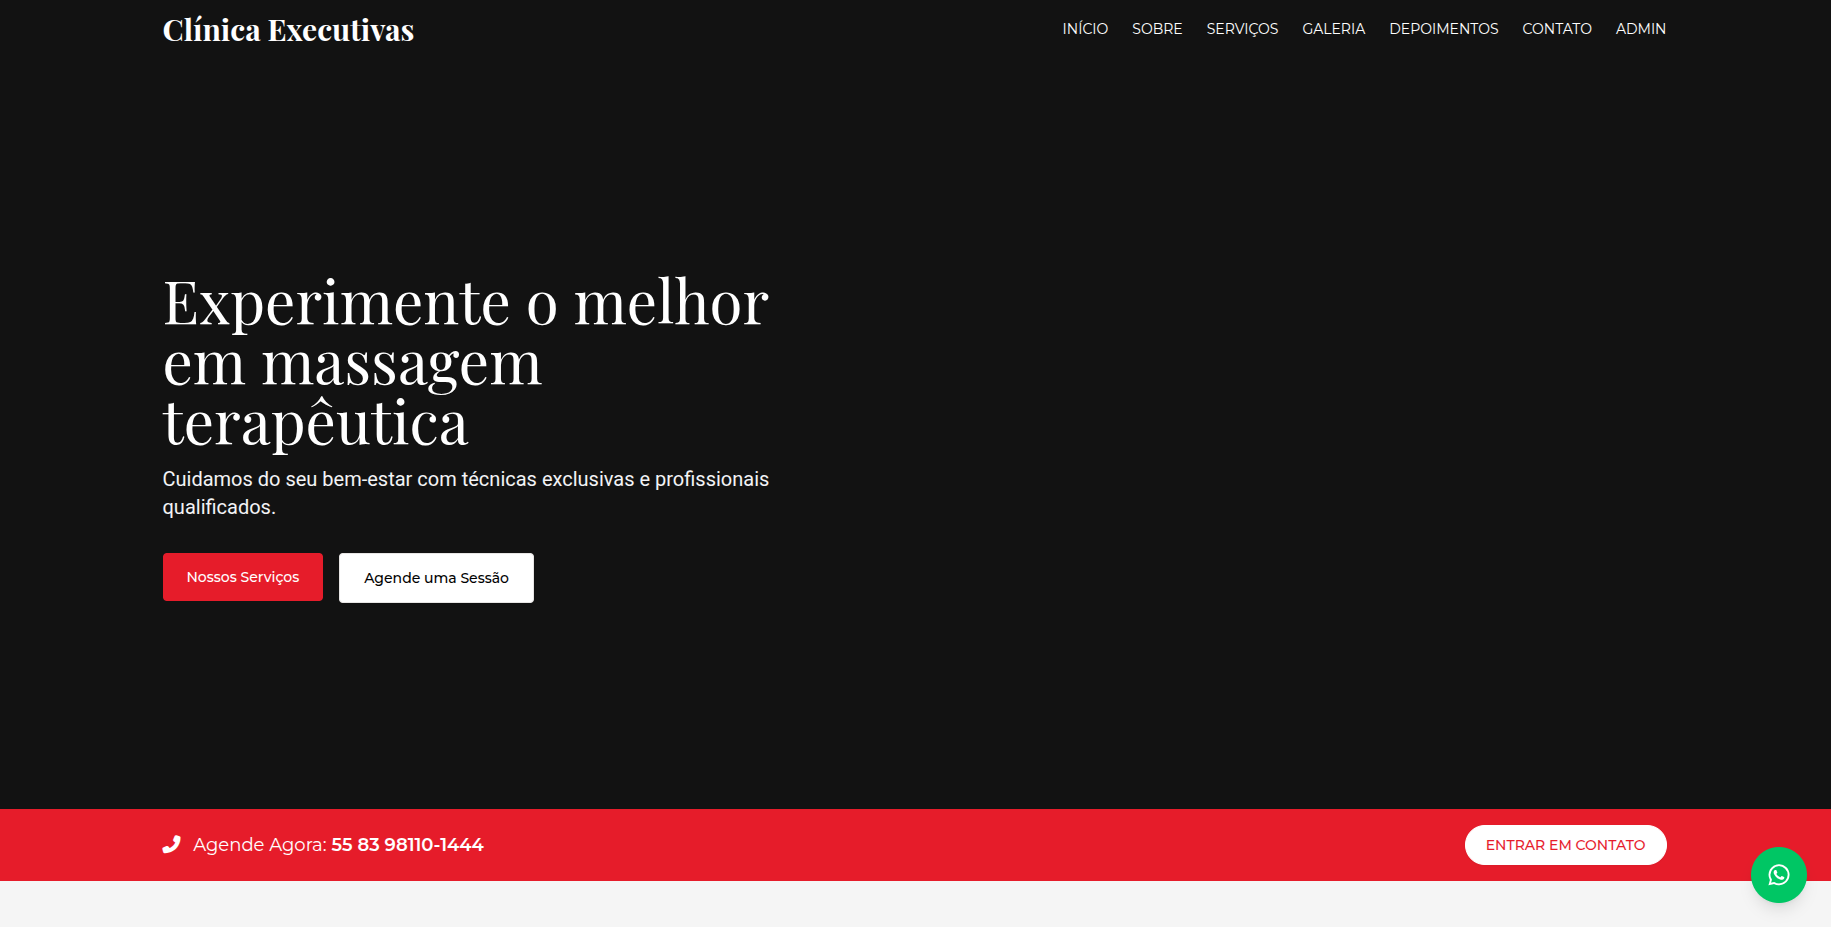 Clínica Executivas
INÍCIO SOBRE SERVIÇOS GALERIA DEPOIMENTOS CONTATO ADMIN
Experimente o melhor
em massagem
terapêutica
Cuidamos do seu bem-estar com técnicas exclusivas e profissionais
qualificados.
Nossos Serviços Agende uma Sessão
Agende Agora: 55 83 98110-1444 ENTRAR EM CONTATO